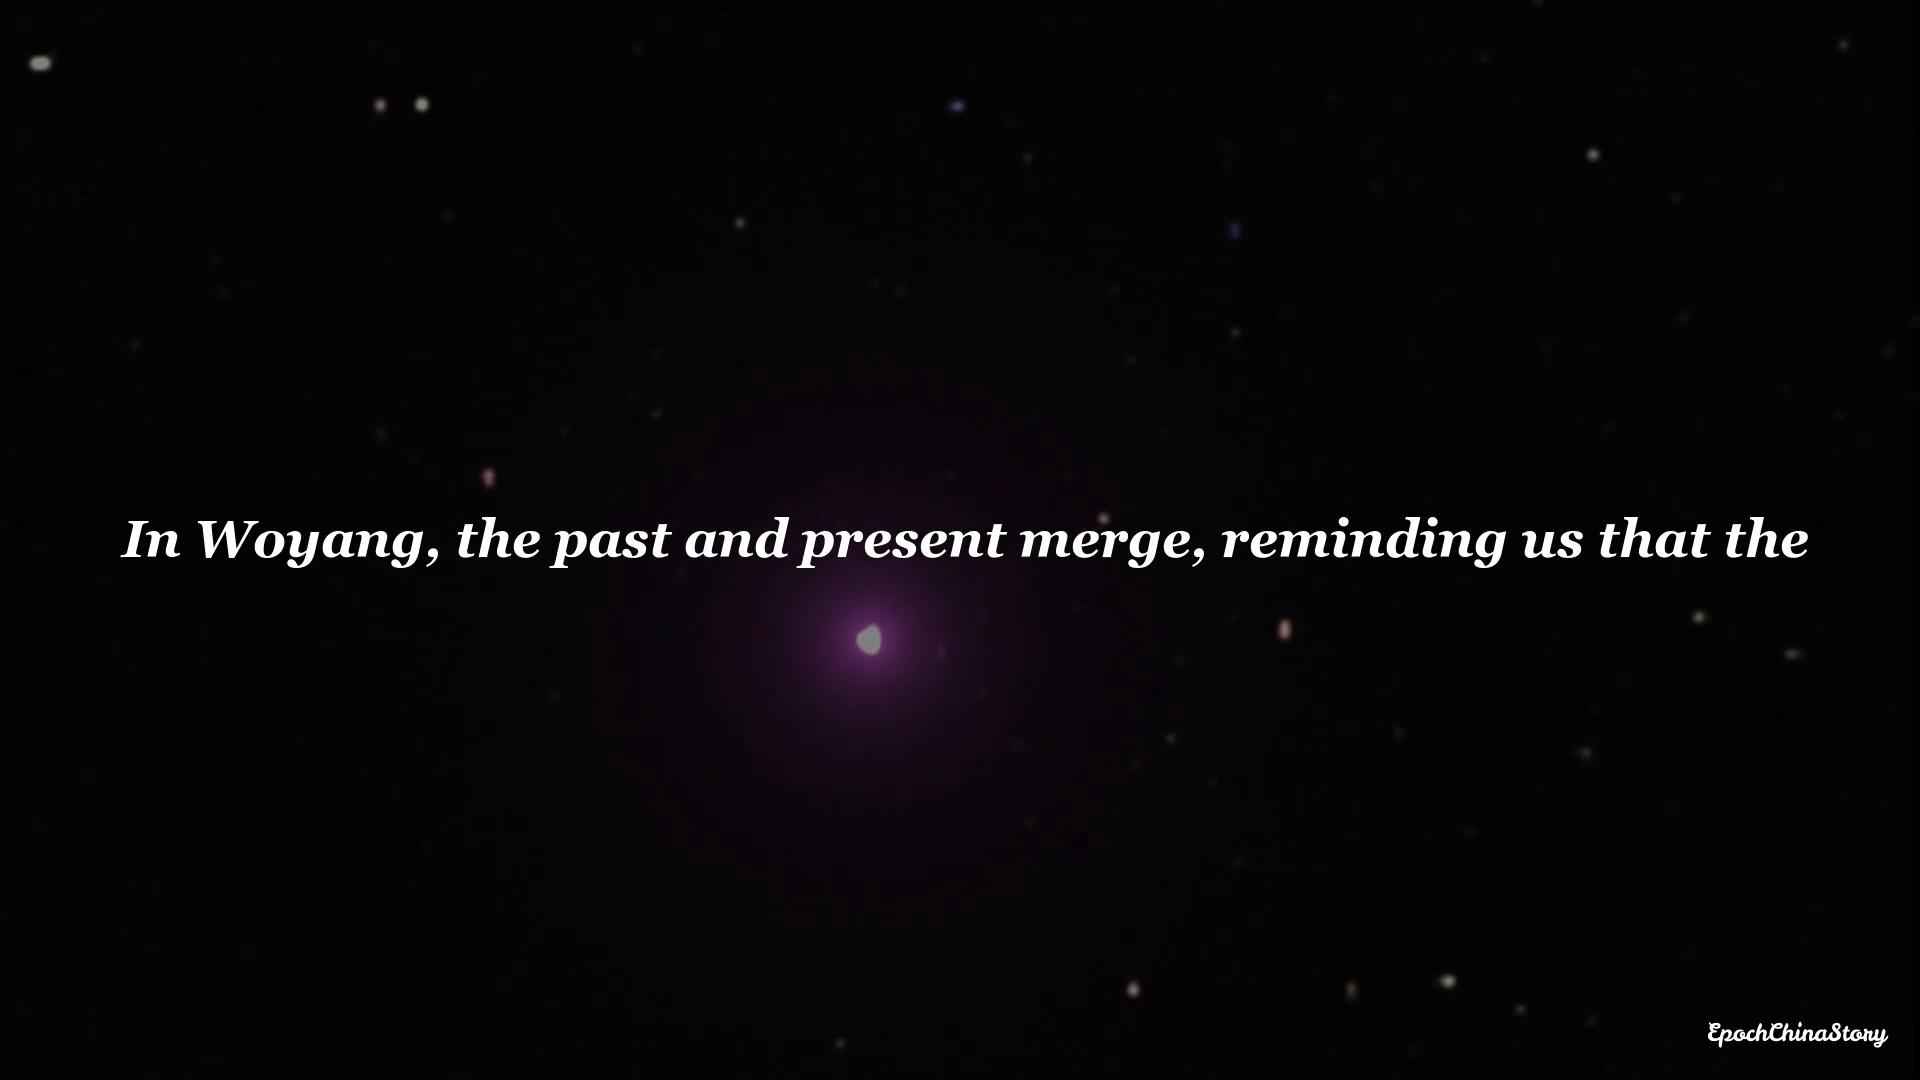 In Woyang, the past and present merge, reminding us that the
EpochChinaStory